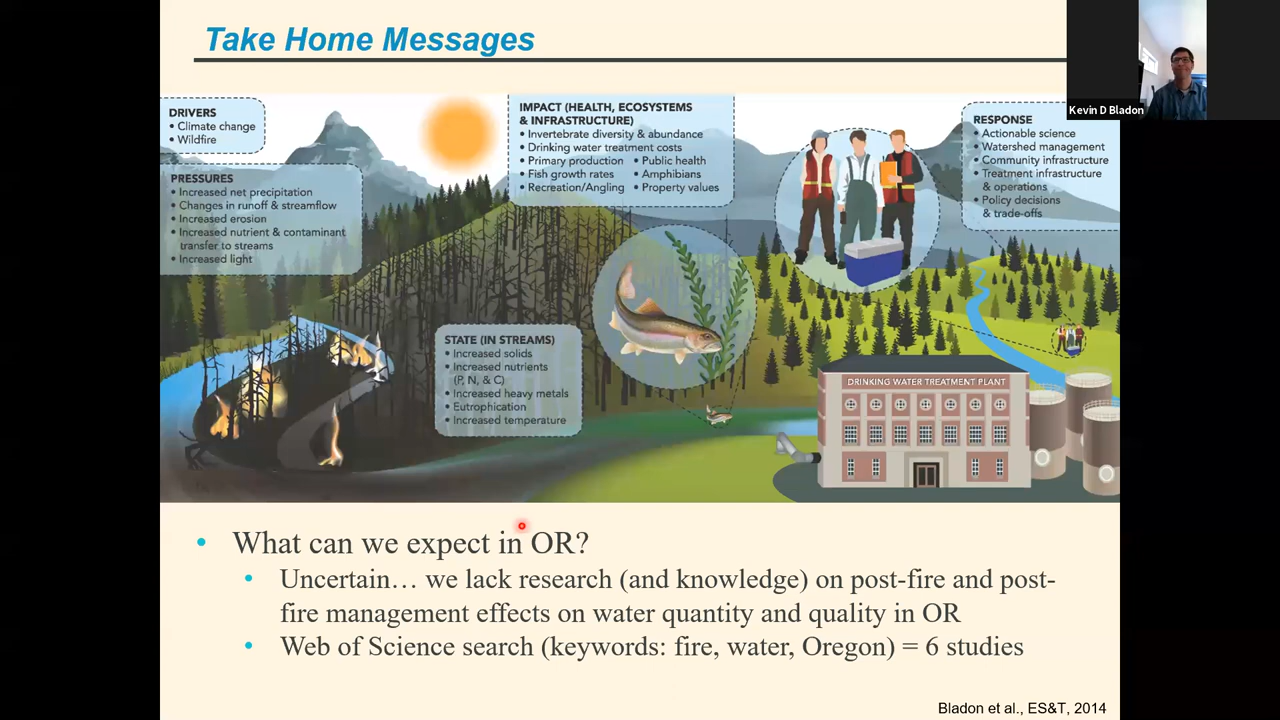 Take Home Messages
Kevin D Bladon
DRIVERS
• Climate change
• Wildfire
PRESSURES
• Increased net precipitation
• Changes in runoff & streamflow
• Increased erosion
• Increased nutrient & contaminant
transfer to streams
• Increased light
IMPACT (HEALTH, ECOSYSTEMS
& INFRASTRUCTURE)
• Invertebrate diversity & abundance
• Drinking water treatment costs
• Primary production • Public health
• Fish growth rates • Amphibians
• Recreation/Angling • Property values
RESPONSE
• Actionable science
• Watershed management
• Community infrastructure
• Treatment infrastructure
& operations
• Policy decisions
& trade-offs
STATE (IN STREAMS)
• Increased solids
• Increased nutrients
(P, N, & C)
• Increased heavy metals
• Eutrophication
• Increased temperature
DRINKING WATER TREATMENT PLANT
• What can we expect in OR?
• Uncertain… we lack research (and knowledge) on post-fire and post-
fire management effects on water quantity and quality in OR
• Web of Science search (keywords: fire, water, Oregon) = 6 studies
Bladon et al., ES&T, 2014